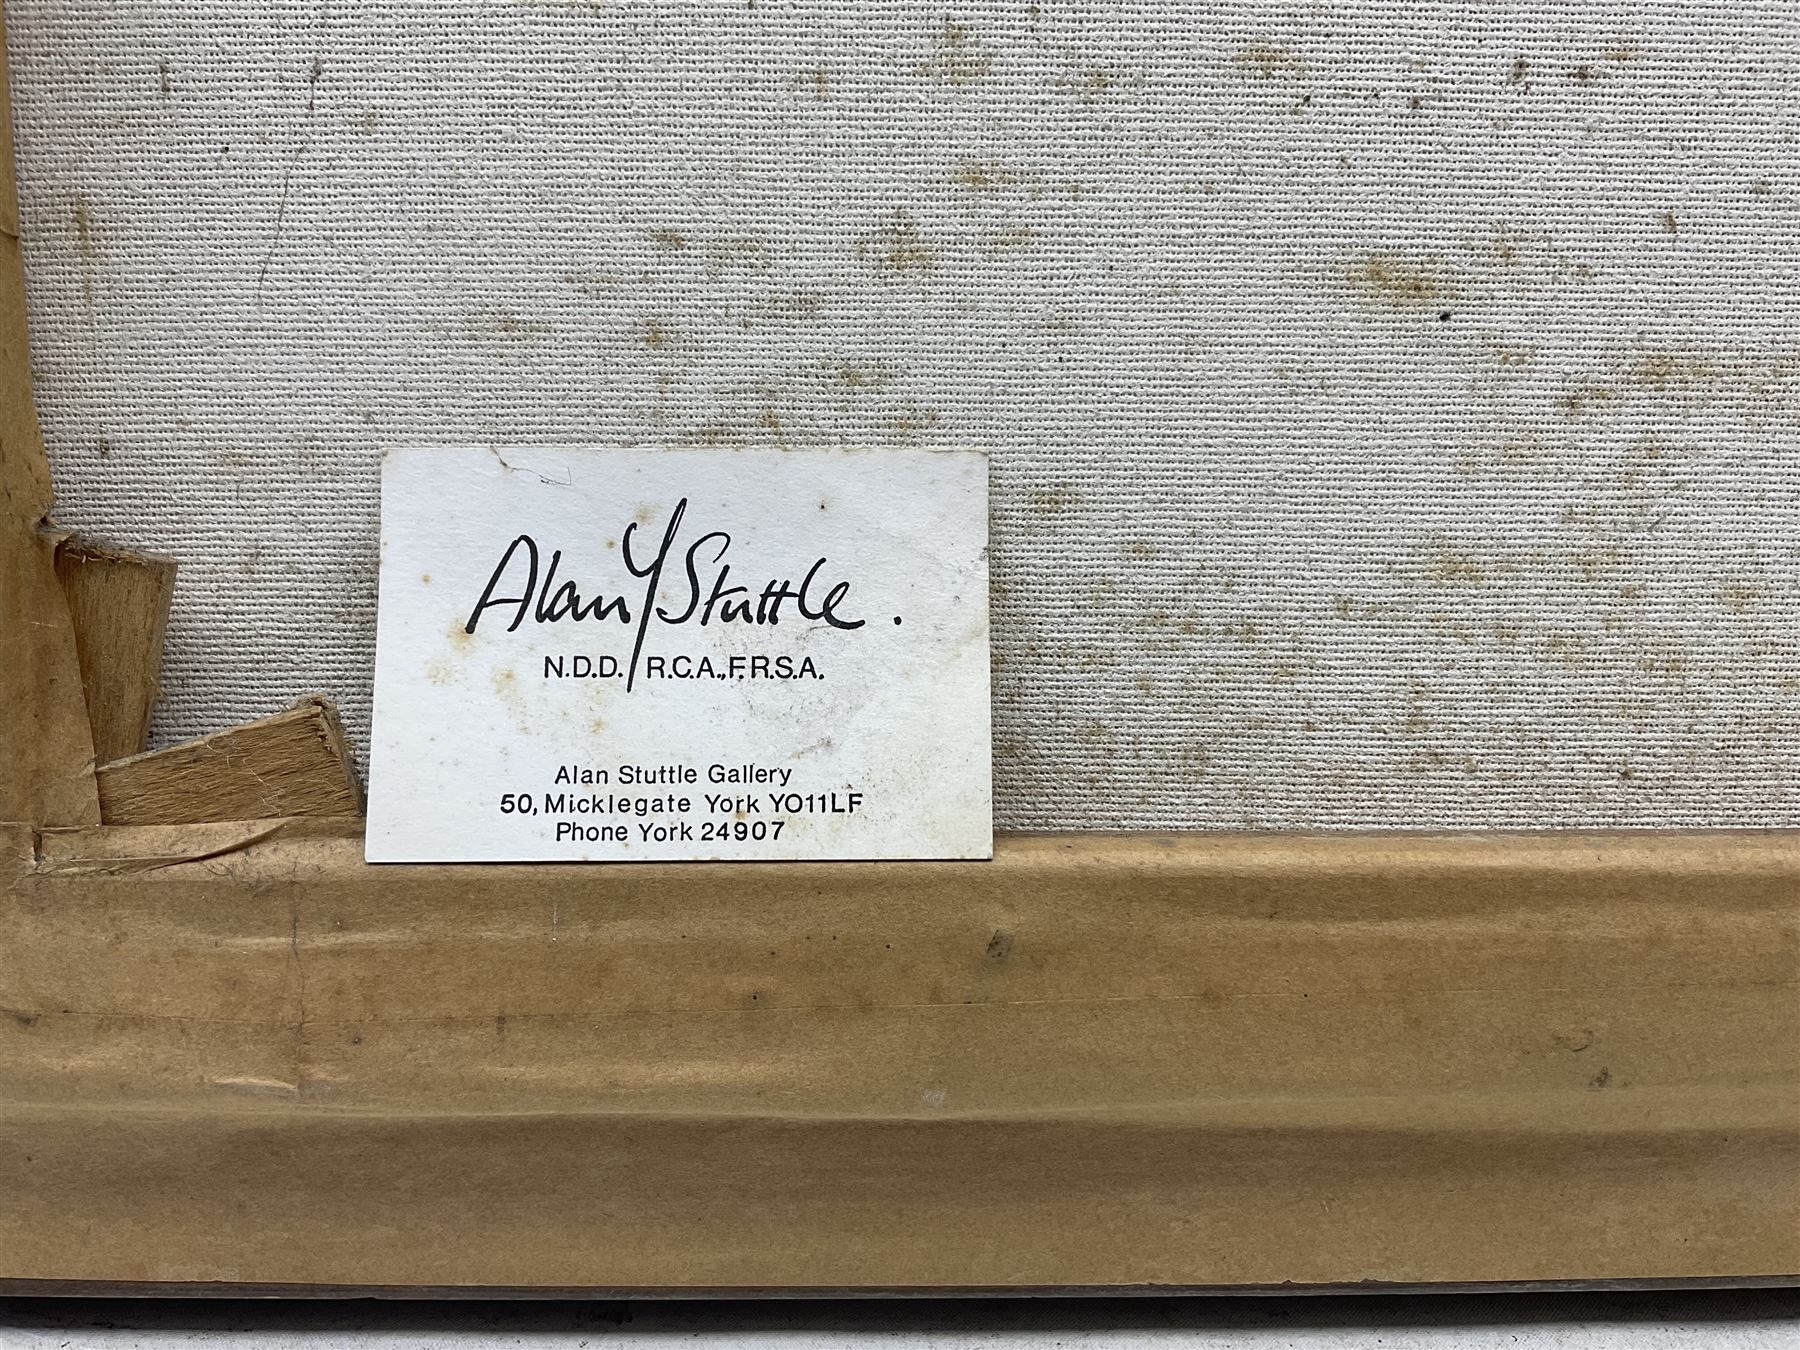 Alan Y Stuttle.
N.D.D. R.C.A., F.R.S.A.
Alan Stuttle Gallery
50, Micklegate York YO11LF
Phone York 24907